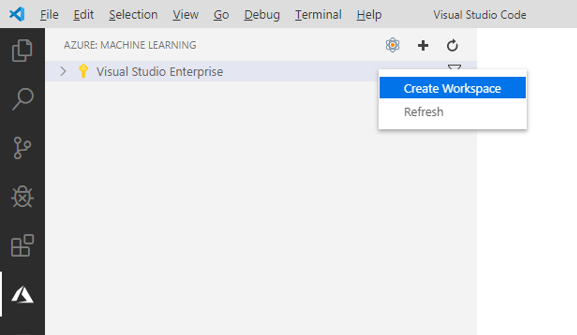 File Edit Selection View Go Debug Terminal Help Visual Studio Code
AZURE: MACHINE LEARNING
Visual Studio Enterprise
Create Workspace
Refresh